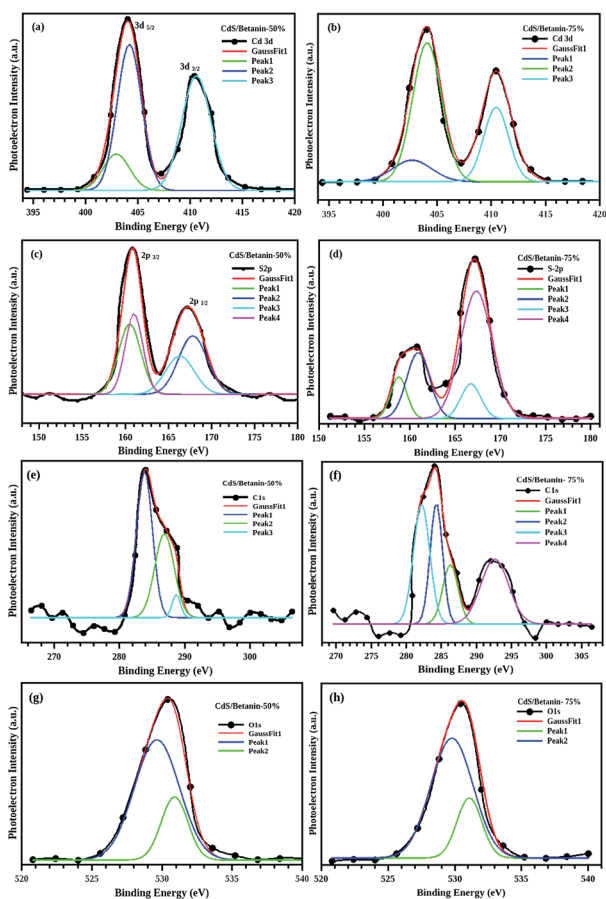 (a)
CdS/Betanin-50%
3d 5/2
3d 3/2
Cd 3d
GaussFit1
Peak1
Peak2
Peak3
Photoelectron Intensity (a.u.)
395 400 405 410 415 420
Binding Energy (eV)
(b)
CdS/Betanin-75%
Cd 3d
GaussFit1
Peak1
Peak2
Peak3
Photoelectron Intensity (a.u.)
395 400 405 410 415 420
Binding Energy (eV)
(c)
CdS/Betanin-50%
2p 3/2
2p 1/2
S2p
GaussFit1
Peak1
Peak2
Peak3
Peak4
Photoelectron Intensity (a.u.)
150 155 160 165 170 175 180
Binding Energy (eV)
(d)
CdS/Betanin-75%
S-2p
GaussFit1
Peak1
Peak2
Peak3
Peak4
Photoelectron Intensity (a.u.)
150 155 160 165 170 175 180
Binding Energy (eV)
(e)
CdS/Betanin-50%
C1s
GaussFit1
Peak1
Peak2
Peak3
Photoelectron Intensity (a.u.)
270 280 290 300
Binding Energy (eV)
(f)
CdS/Betanin- 75%
C1s
GaussFit1
Peak1
Peak2
Peak3
Peak4
Photoelectron Intensity (a.u.)
270 275 280 285 290 295 300 305
Binding Energy (eV)
(g)
CdS/Betanin-50%
O1s
GaussFit1
Peak1
Peak2
Photoelectron Intensity (a.u.)
520 525 530 535 540
Binding Energy (eV)
(h)
CdS/Betanin- 75%
O1s
GaussFit1
Peak1
Peak2
Photoelectron Intensity (a.u.)
520 525 530 535 540
Binding Energy (eV)